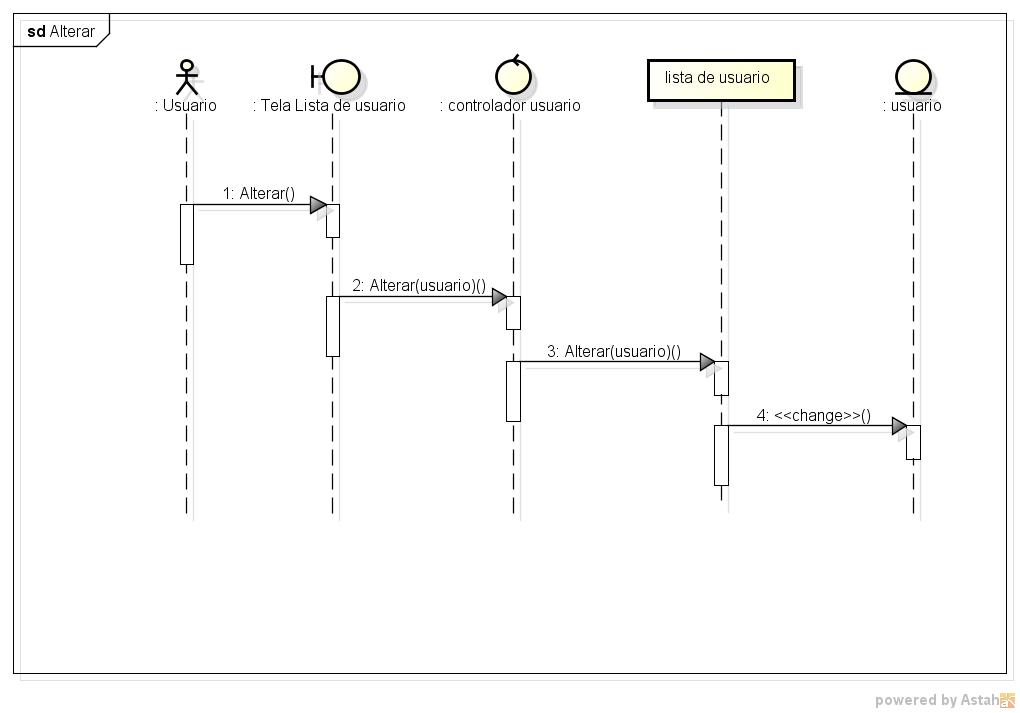 sd Alterar
: Usuario
: Tela Lista de usuario
: controlador usuario
lista de usuario
: usuario
1: Alterar()
2: Alterar(usuario)()
3: Alterar(usuario)()
4: <<change>>()
powered by Astah